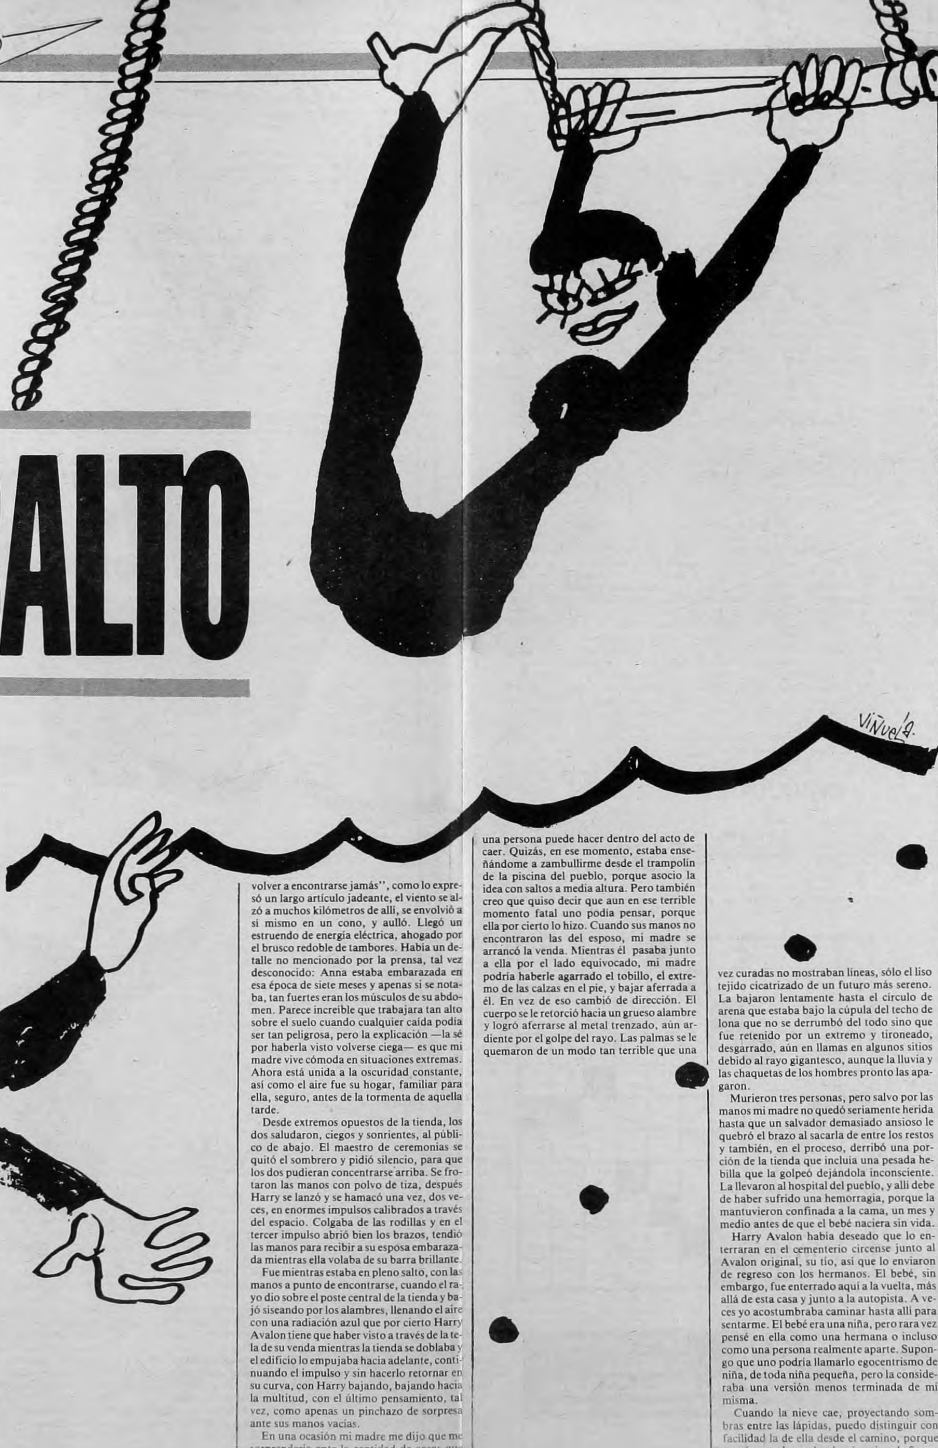 ALTO
VIÑUELA.
volver a encontrarse jamás", como lo expre-
só un largo artículo jadeante, el viento se al-
zó a muchos kilómetros de allí, se envolvió a
sí mismo en un cono, y aulló. Llegó un
estruendo de energía eléctrica, ahogado por
el brusco redoble de tambores. Había un de-
talle no mencionado por la prensa, tal vez
desconocido: Anna estaba embarazada en
esa época de siete meses y apenas si se nota-
ba, tan fuertes eran los músculos de su abdo-
men. Parece increíble que trabajara tan alto
sobre el suelo cuando cualquier caída podía
ser tan peligrosa, pero la explicación —la sé
por haberla visto volverse ciega— es que mi
madre vive cómoda en situaciones extremas.
Ahora está unida a la oscuridad constante,
así como el aire fue su hogar, familiar para
ella, seguro, antes de la tormenta de aquella
tarde.
Desde extremos opuestos de la tienda, los
dos saludaron, ciegos y sonrientes, al públi-
co de abajo. El maestro de ceremonias se
quitó el sombrero y pidió silencio, para que
los dos pudieran concentrarse arriba. Se fro-
taron las manos con polvo de tiza, después
Harry se lanzó y se hamacó una vez, dos ve-
ces, en enormes impulsos calibrados a través
del espacio. Colgaba de las rodillas y en el
tercer impulso abrió bien los brazos, tendió
las manos para recibir a su esposa embaraza-
da mientras ella volaba de su barra brillante.
Fue mientras estaba en pleno salto, con las
manos a punto de encontrarse, cuando el ra-
yo dio sobre el poste central de la tienda y ba-
jó siseando por los alambres, llenando el aire
con una radiación azul que por cierto Harry
Avalon tiene que haber visto a través de la te-
la de su venda mientras la tienda se doblaba y
el edificio lo empujaba hacia adelante, conti-
nuando el impulso y sin hacerlo retornar en
su curva, con Harry bajando, bajando hacia
la multitud, con el último pensamiento, tal
vez, como apenas un pinchazo de sorpresa
ante sus manos vacías.
En una ocasión mi madre me dijo que me
una persona puede hacer dentro del acto de
caer. Quizás, en ese momento, estaba ense-
ñándome a zambullirme desde el trampolín
de la piscina del pueblo, porque asocio la
idea con saltos a media altura. Pero también
creo que quiso decir que aun en ese terrible
momento fatal uno podía pensar, porque
ella por cierto lo hizo. Cuando sus manos no
encontraron las del esposo, mi madre se
arrancó la venda. Mientras él pasaba junto
a ella por el lado equivocado, mi madre
podría haberle agarrado el tobillo, el extre-
mo de las calzas en el pie, y bajar aferrada a
él. En vez de eso cambió de dirección. El
cuerpo se le retorció hacia un grueso alambre
y logró aferrarse al metal trenzado, aún ar-
diente por el golpe del rayo. Las palmas se le
quemaron de un modo tan terrible que una
vez curadas no mostraban líneas, sólo el liso
tejido cicatrizado de un futuro más sereno.
La bajaron lentamente hasta el círculo de
arena que estaba bajo la cúpula del techo de
lona que no se derrumbó del todo sino que
fue retenido por un extremo y tironeado,
desgarrado, aún en llamas en algunos sitios
debido al rayo gigantesco, aunque la lluvia y
las chaquetas de los hombres pronto las apa-
garon.
Murieron tres personas, pero salvo por las
manos mi madre no quedó seriamente herida
hasta que un salvador demasiado ansioso le
quebró el brazo al sacarla de entre los restos
y también, en el proceso, derribó una por-
ción de la tienda que incluía una pesada he-
billa que la golpeó dejándola inconsciente.
La llevaron al hospital del pueblo, y allí debe
de haber sufrido una hemorragia, porque la
mantuvieron confinada a la cama, un mes y
medio antes de que el bebé naciera sin vida.
Harry Avalon había deseado que lo en-
terraran en el cementerio circense junto al
Avalon original, su tío, así que lo enviaron
de regreso con los hermanos. El bebé, sin
embargo, fue enterrado aquí a la vuelta, más
allá de esta casa y junto a la autopista. A ve-
ces yo acostumbraba caminar hasta allí para
sentarme. El bebé era una niña, pero rara vez
pensé en ella como una hermana o incluso
como una persona realmente aparte. Supon-
go que uno podría llamarlo egocentrismo de
niña, de toda niña pequeña, pero la conside-
raba una versión menos terminada de mí
misma.
Cuando la nieve cae, proyectando som-
bras entre las lápidas, puedo distinguir con
facilidad la de ella desde el camino, porque